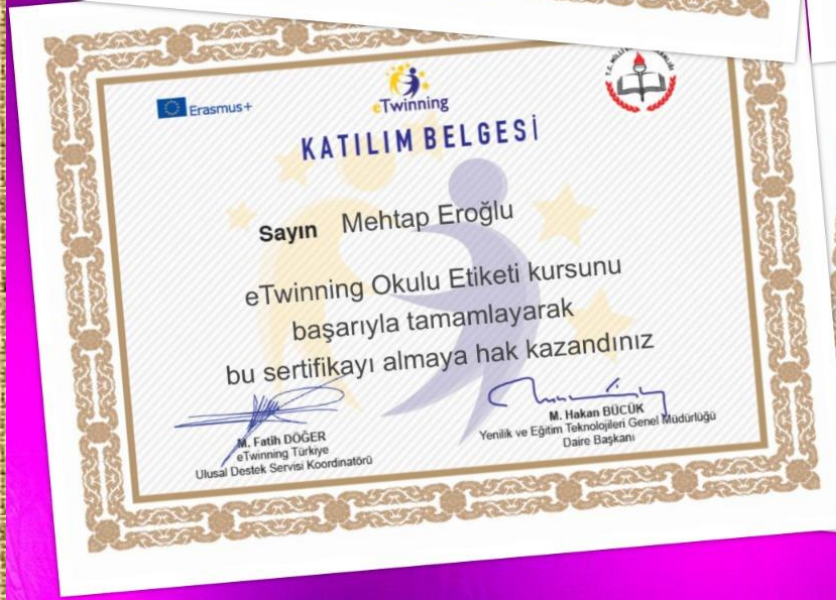 Erasmus+
eTwinning
KATILIM BELGESİ
Sayın Mehtap Eroğlu
eTwinning Okulu Etiketi kursunu
başarıyla tamamlayarak
bu sertifikayı almaya hak kazandınız
M. Fatih DÖĞER
eTwinning Türkiye
Ulusal Destek Servisi Koordinatörü
M. Hakan BÜCÜK
Yenilik ve Eğitim Teknolojileri Genel Müdürlüğü
Daire Başkanı